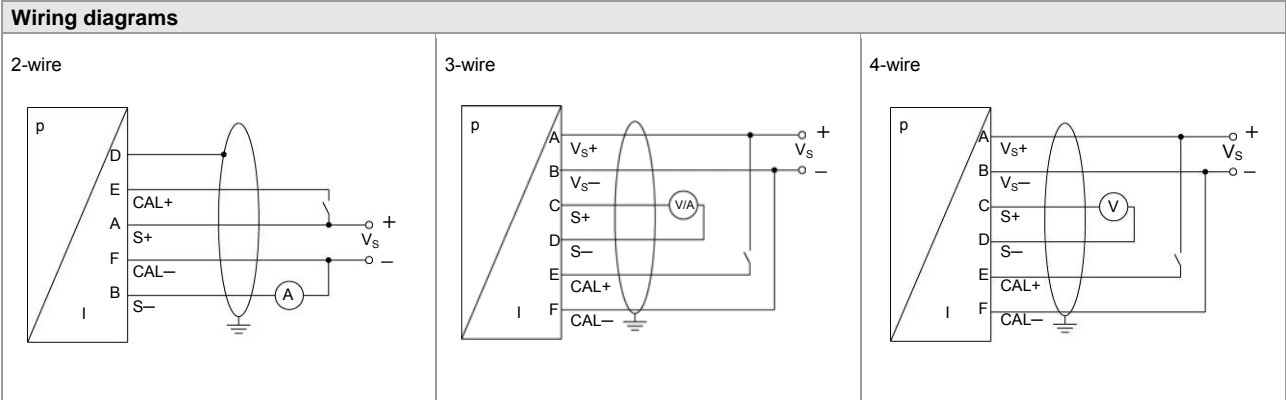 Wiring diagrams
2-wire
p
D
E
CAL+
A
S+
F
CAL−
B
S−
A
I
+
VS
−
3-wire
p
A
VS+
B
VS−
C
S+
D
S−
E
CAL+
F
CAL−
V/A
I
+
VS
−
4-wire
p
A
VS+
B
VS−
C
S+
D
S−
E
CAL+
F
CAL−
V
I
+
VS
−